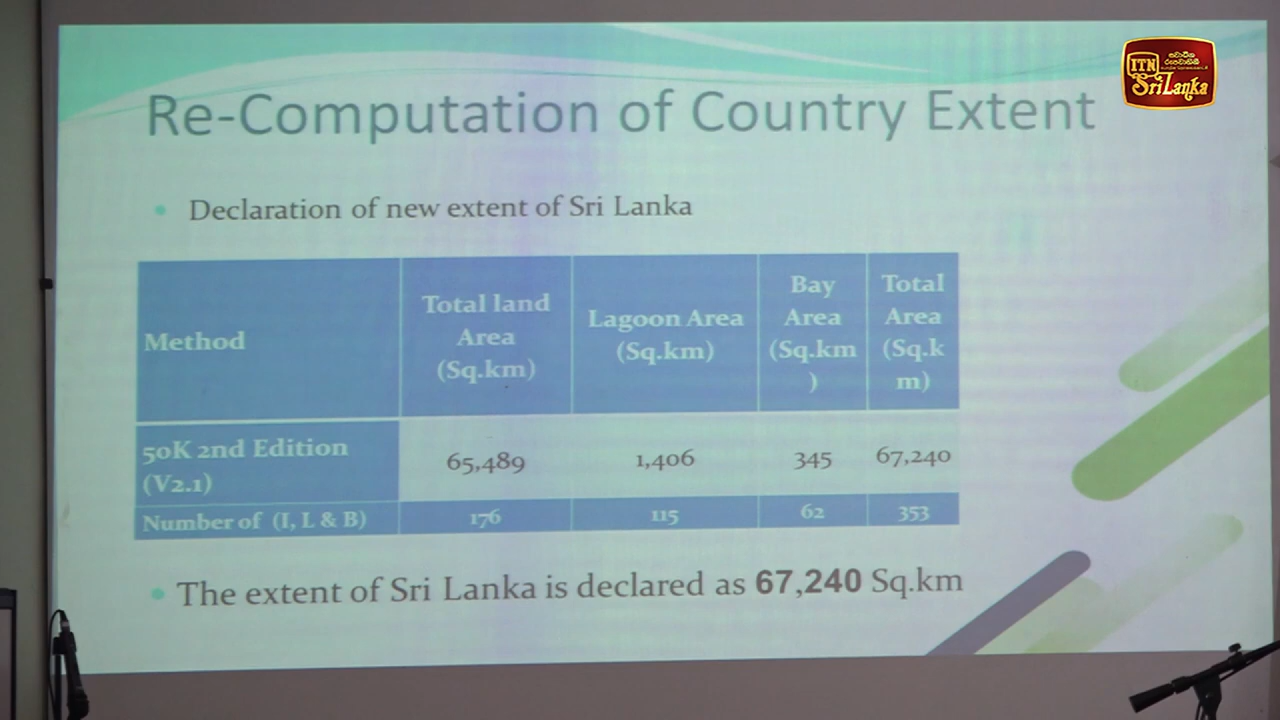 ITN
Sri Lanka
Re-Computation of Country Extent
• Declaration of new extent of Sri Lanka
Method
Total land
Area
(Sq.km)
Lagoon Area
(Sq.km)
Bay
Area
(Sq.km
)
Total
Area
(Sq.k
m)
50K 2nd Edition
(V2.1)
65,489
1,406
345
67,240
Number of (I, L & B)
176
115
62
353
• The extent of Sri Lanka is declared as 67,240 Sq.km